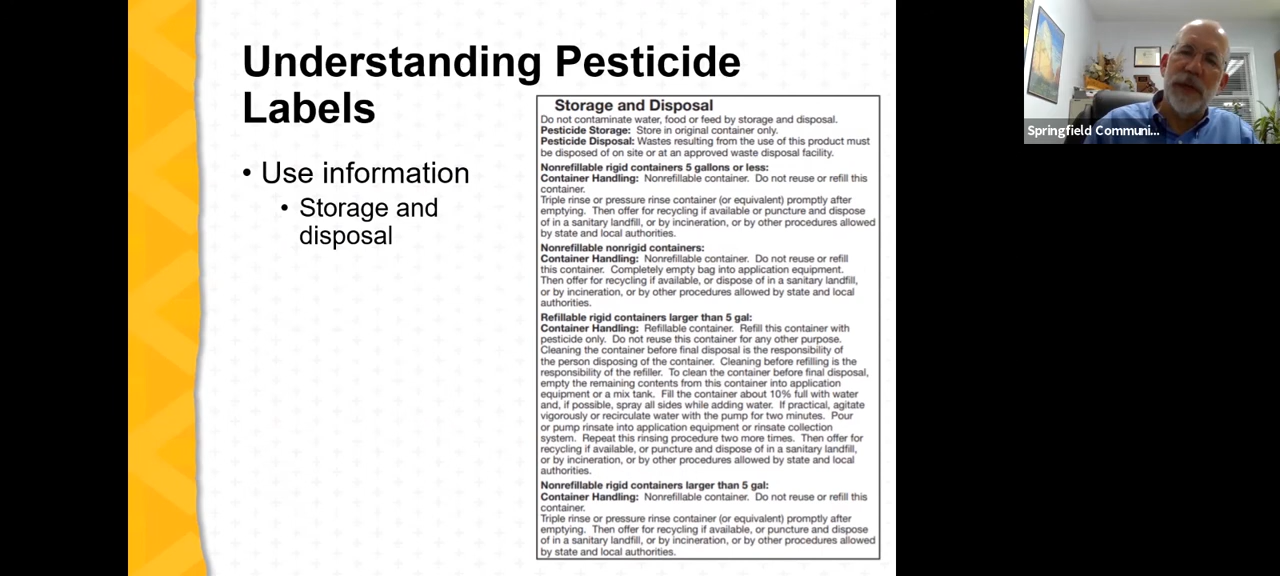 Understanding Pesticide
Labels
• Use information
• Storage and
disposal
Storage and Disposal
Do not contaminate water, food or feed by storage and disposal.
Pesticide Storage: Store in original container only.
Pesticide Disposal: Wastes resulting from the use of this product must
be disposed of on site or at an approved waste disposal facility.
Nonrefillable rigid containers 5 gallons or less:
Container Handling: Nonrefillable container. Do not reuse or refill this
container.
Triple rinse or pressure rinse container (or equivalent) promptly after
emptying. Then offer for recycling if available or puncture and dispose
of in a sanitary landfill, or by incineration, or by other procedures allowed
by state and local authorities.
Nonrefillable nonrigid containers:
Container Handling: Nonrefillable container. Do not reuse or refill
this container. Completely empty bag into application equipment.
Then offer for recycling if available, or dispose of in a sanitary landfill,
or by incineration, or by other procedures allowed by state and local
authorities.
Refillable rigid containers larger than 5 gal:
Container Handling: Refillable container. Refill this container with
pesticide only. Do not reuse this container for any other purpose.
Cleaning the container before final disposal is the responsibility of
the person disposing of the container. Cleaning before refilling is the
responsibility of the refiller. To clean the container before final disposal,
empty the remaining contents from this container into application
equipment or a mix tank. Fill the container about 10% full with water
and, if possible, spray all sides while adding water. If practical, agitate
vigorously or recirculate water with the pump for two minutes. Pour
or pump rinsate into application equipment or rinsate collection
system. Repeat this rinsing procedure two more times. Then offer for
recycling if available, or puncture and dispose of in a sanitary landfill,
or by incineration, or by other procedures allowed by state and local
authorities.
Nonrefillable rigid containers larger than 5 gal:
Container Handling: Nonrefillable container. Do not reuse or refill this
container.
Triple rinse or pressure rinse container (or equivalent) promptly after
emptying. Then offer for recycling if available, or puncture and dispose
of in a sanitary landfill, or by incineration, or by other procedures allowed
by state and local authorities.
Springfield Communi...